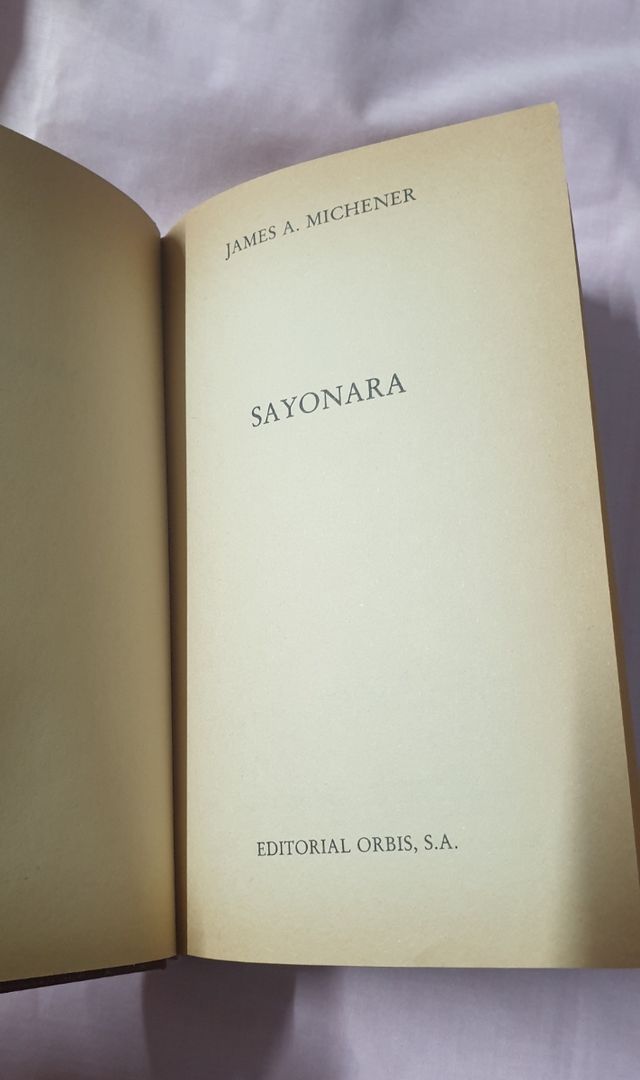 JAMES A. MICHENER
SAYONARA
EDITORIAL ORBIS, S.A.